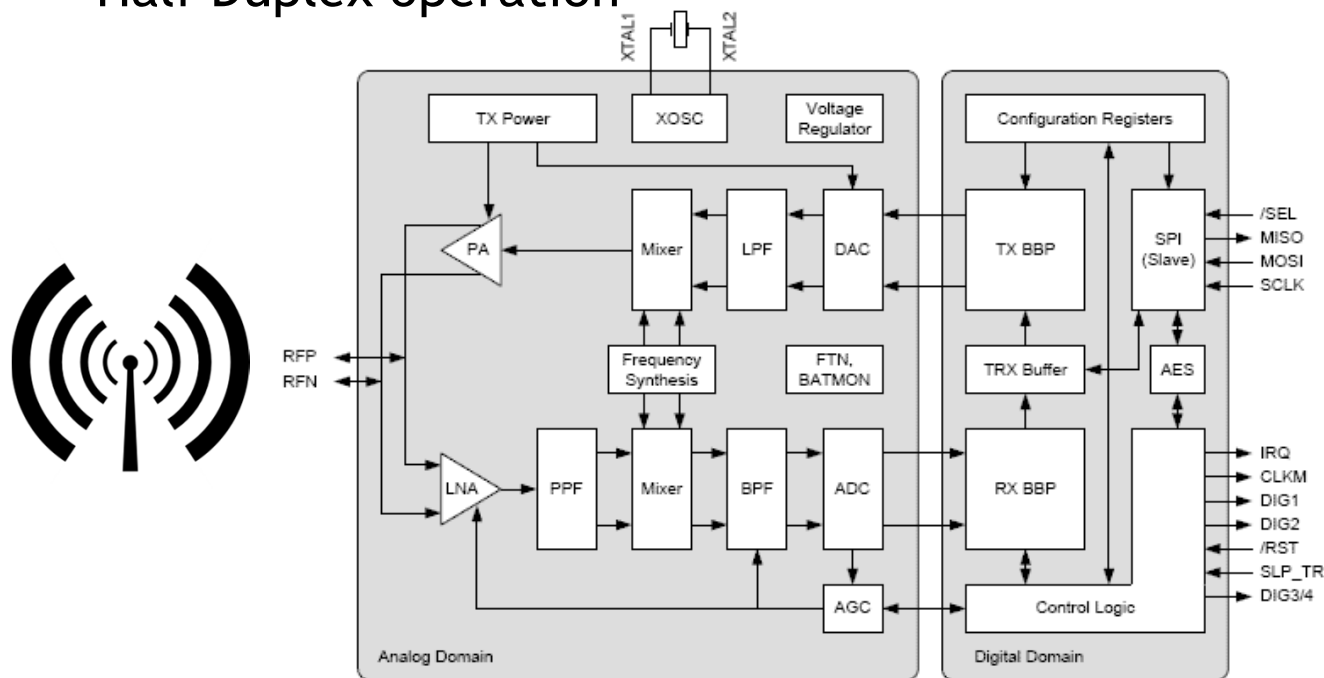 Half Duplex operation
XTAL1
XTAL2
TX Power
XOSC
Voltage
Regulator
Configuration Registers
PA
Mixer
LPF
DAC
TX BBP
SPI
(Slave)
/SEL
MISO
MOSI
SCLK
RFP
RFN
Frequency
Synthesis
FTN,
BATMON
TRX Buffer
AES
LNA
PPF
Mixer
BPF
ADC
RX BBP
IRQ
CLKM
DIG1
DIG2
/RST
SLP_TR
DIG3/4
AGC
Control Logic
Analog Domain
Digital Domain